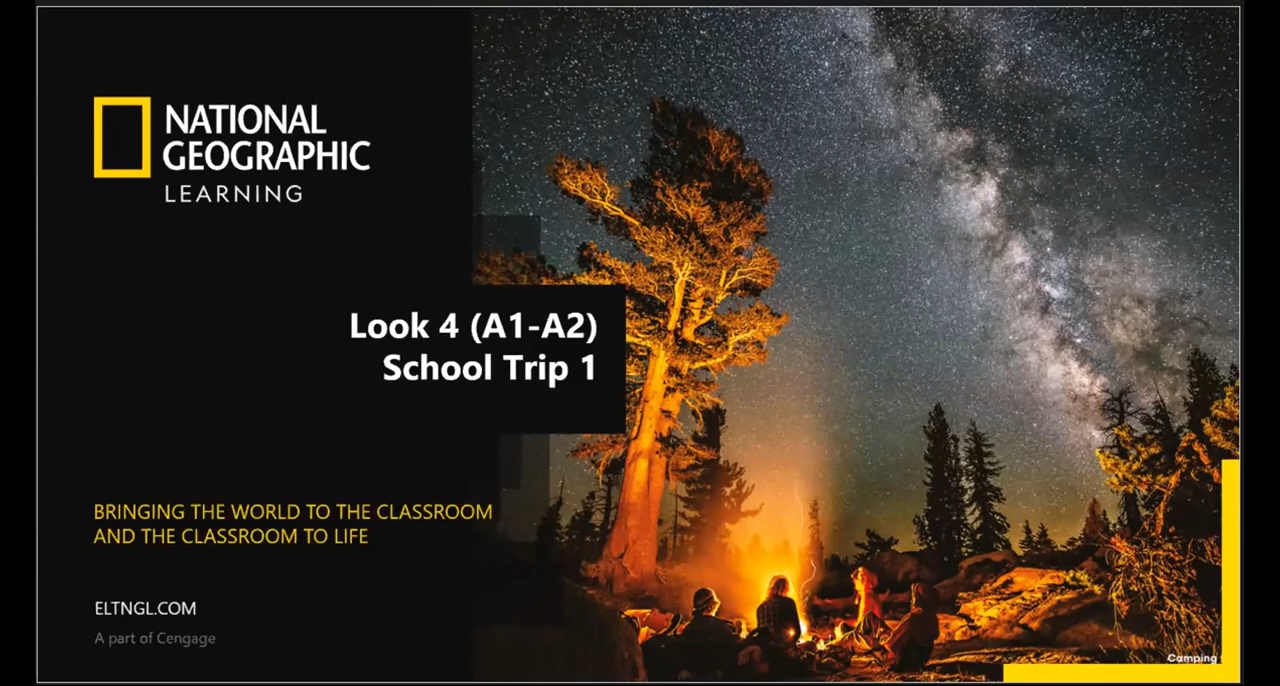 NATIONAL
GEOGRAPHIC
LEARNING
Look 4 (A1-A2)
School Trip 1
BRINGING THE WORLD TO THE CLASSROOM
AND THE CLASSROOM TO LIFE
ELTNGL.COM
A part of Cengage
Camping